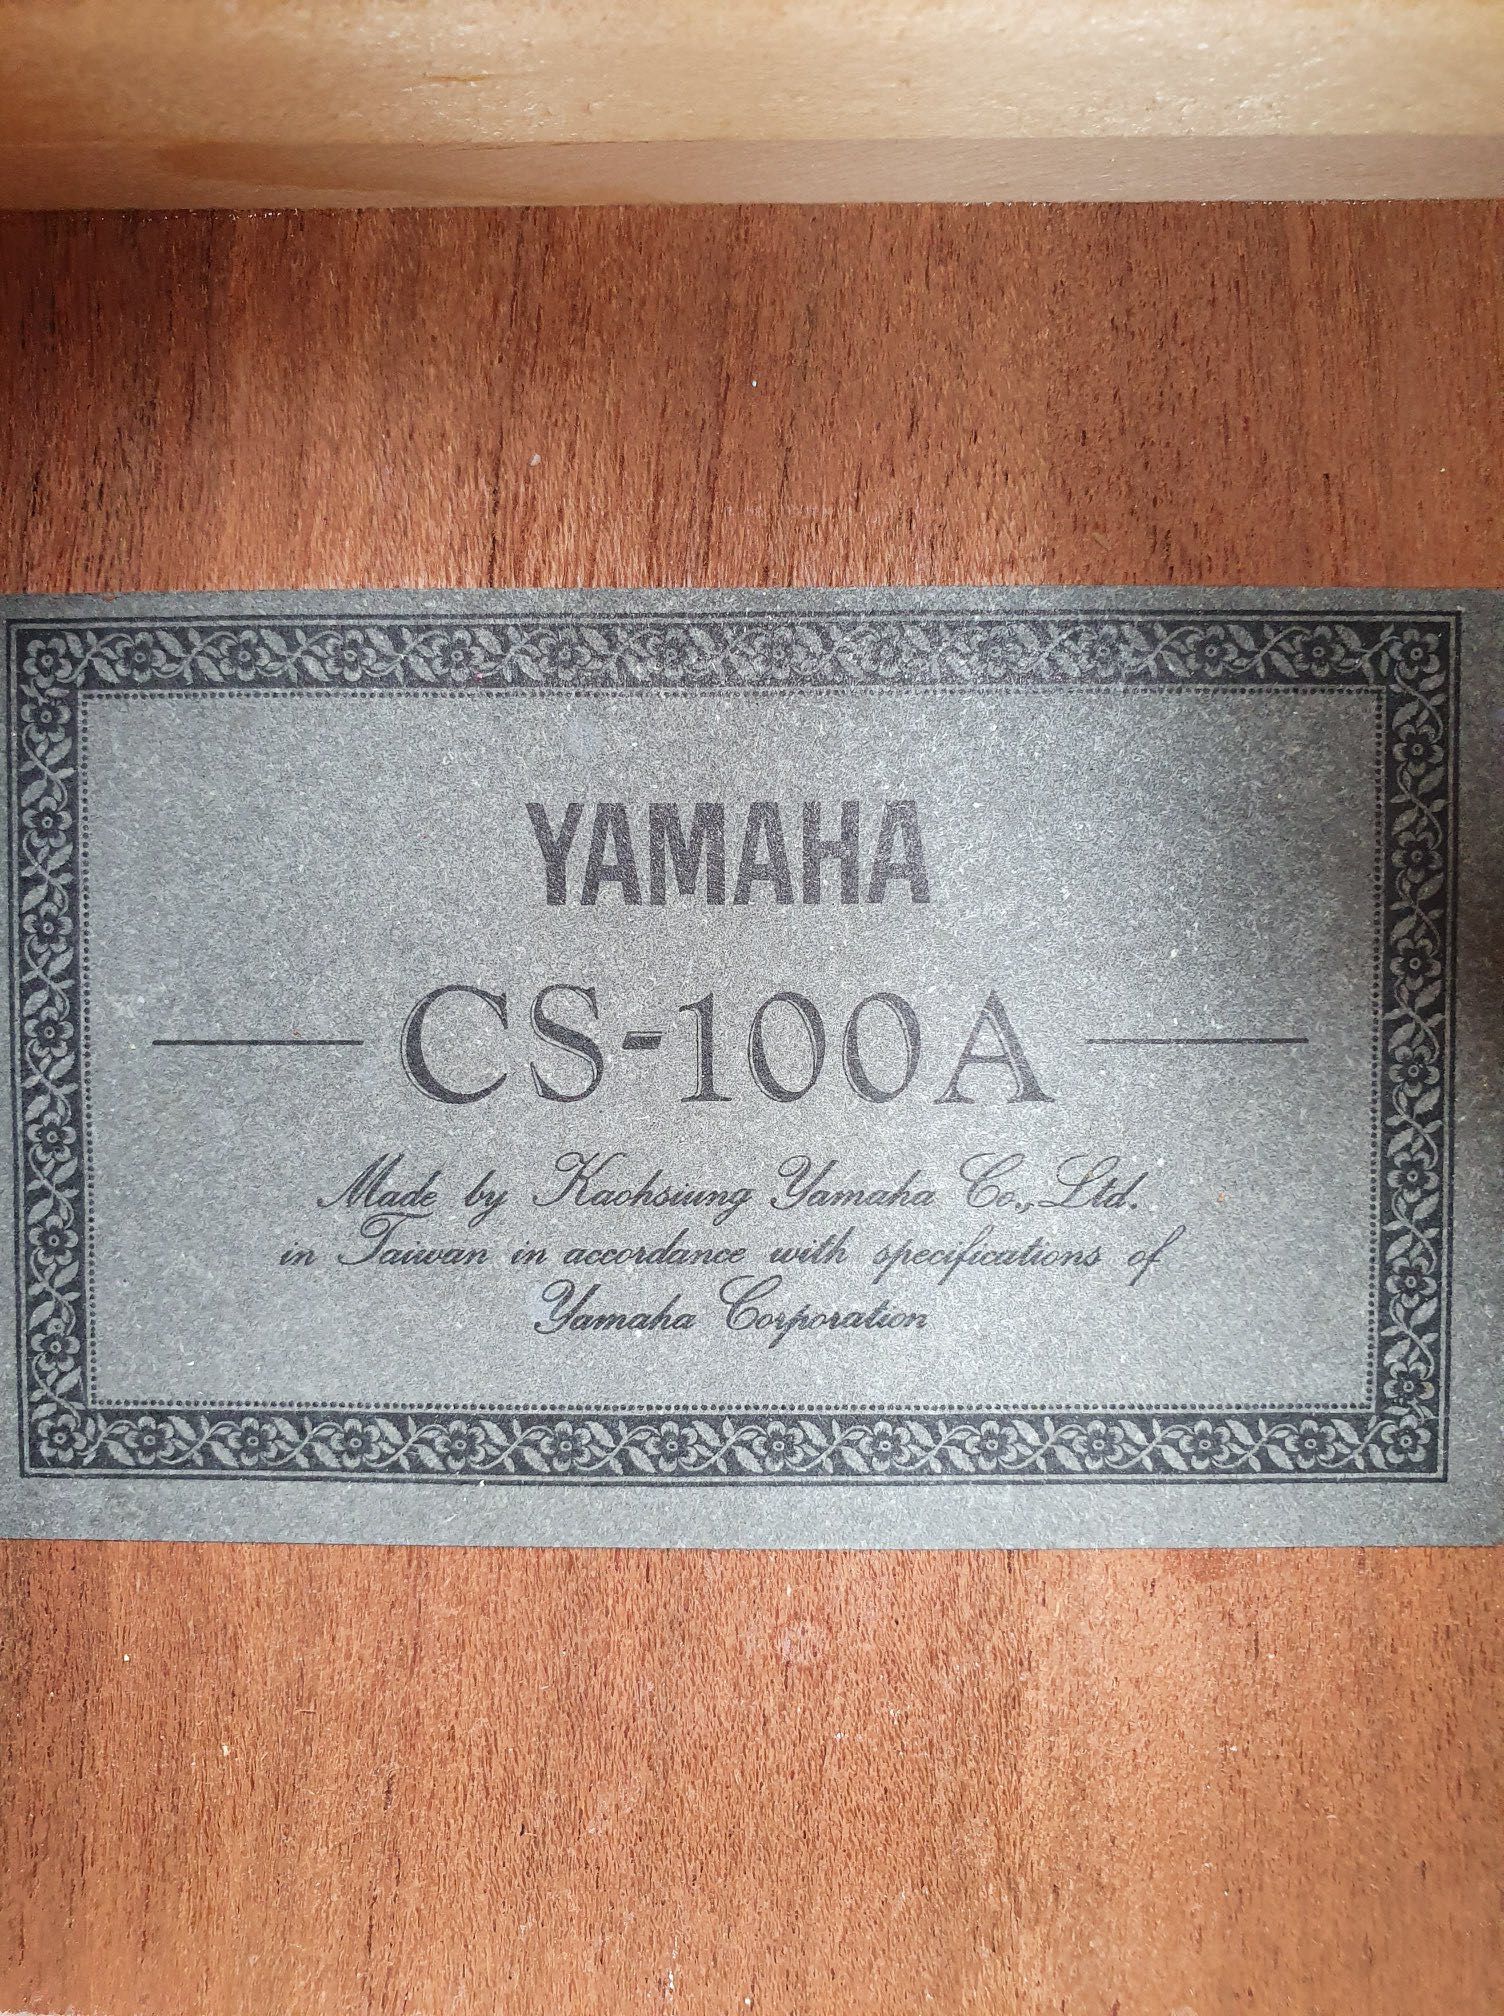 YAMAHA
CS-100A
Made by Kaohsiung Yamaha Co., Ltd.
in Taiwan in accordance with specifications of
Yamaha Corporation